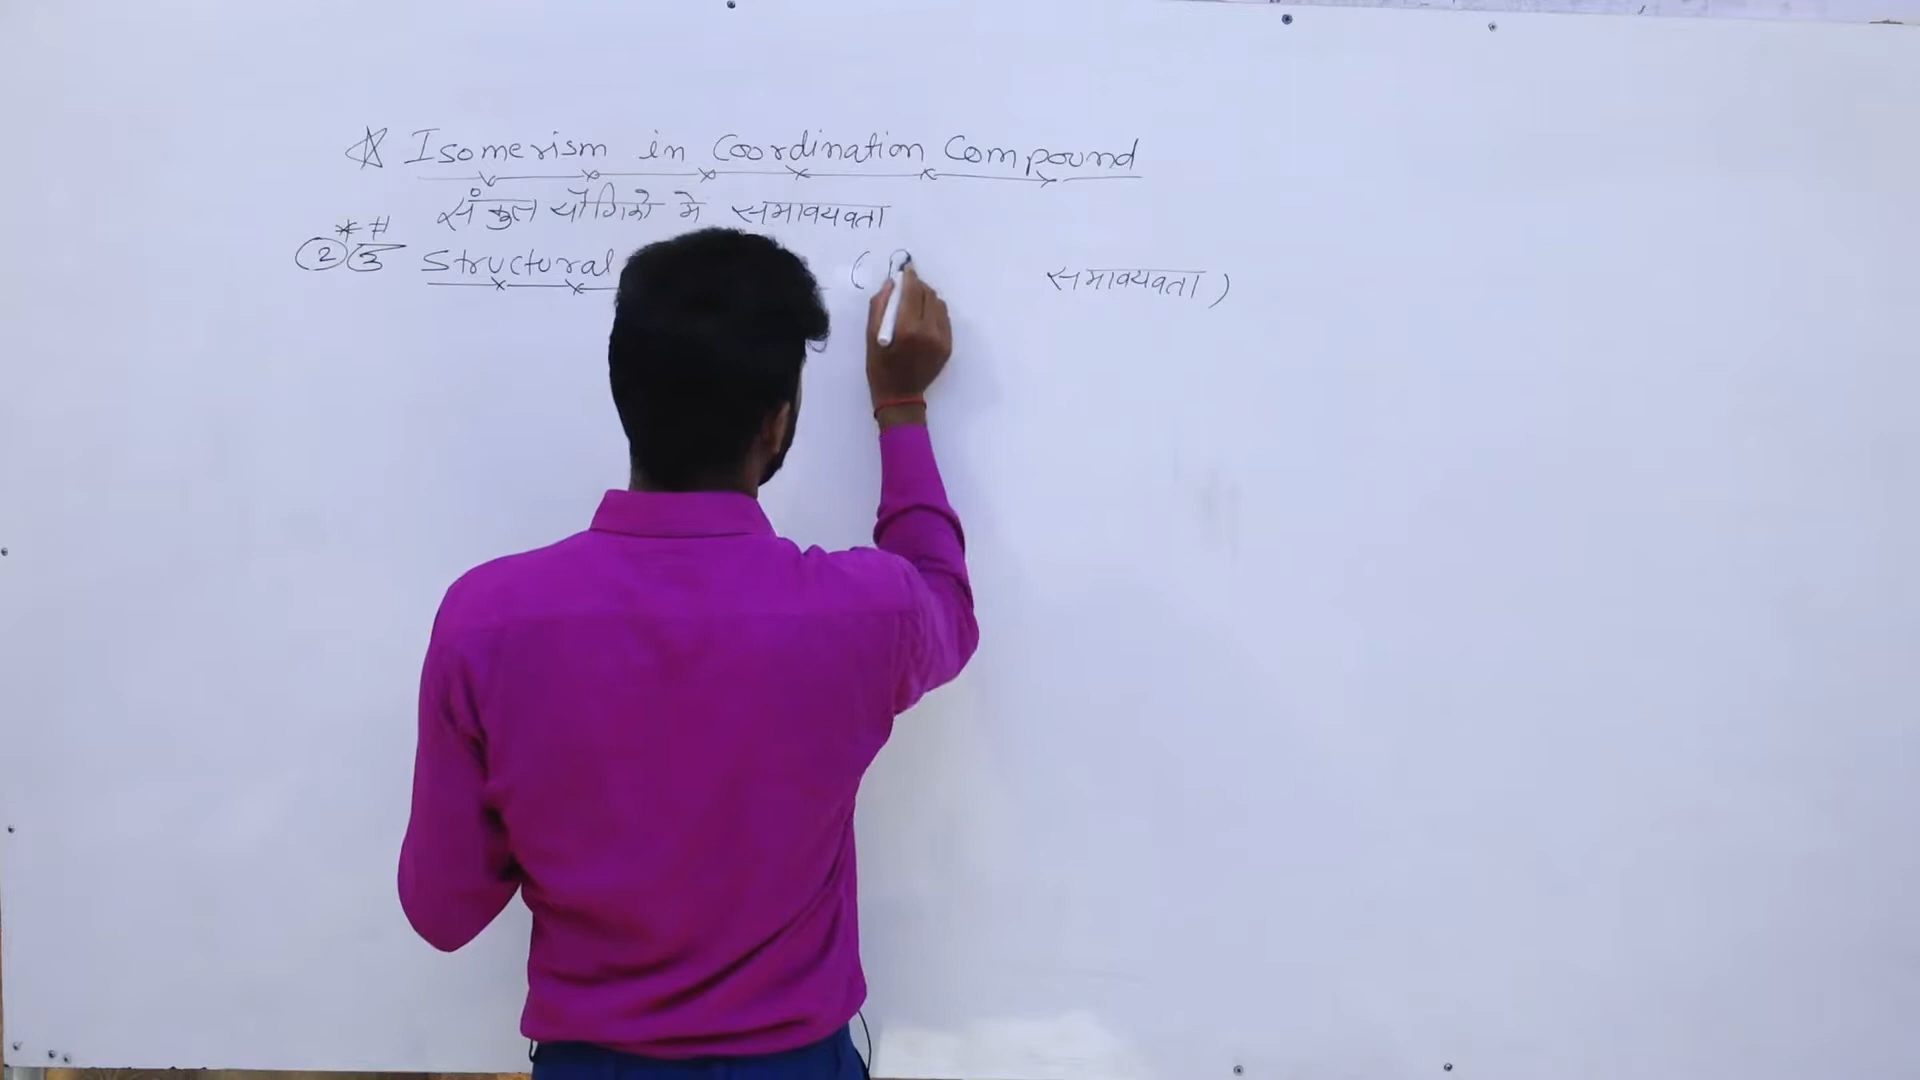 ☆ Isomerism in Coordination Compound
संकुल यौगिको मे समावयवता
* #
② ③ Structural ( समावयवता )